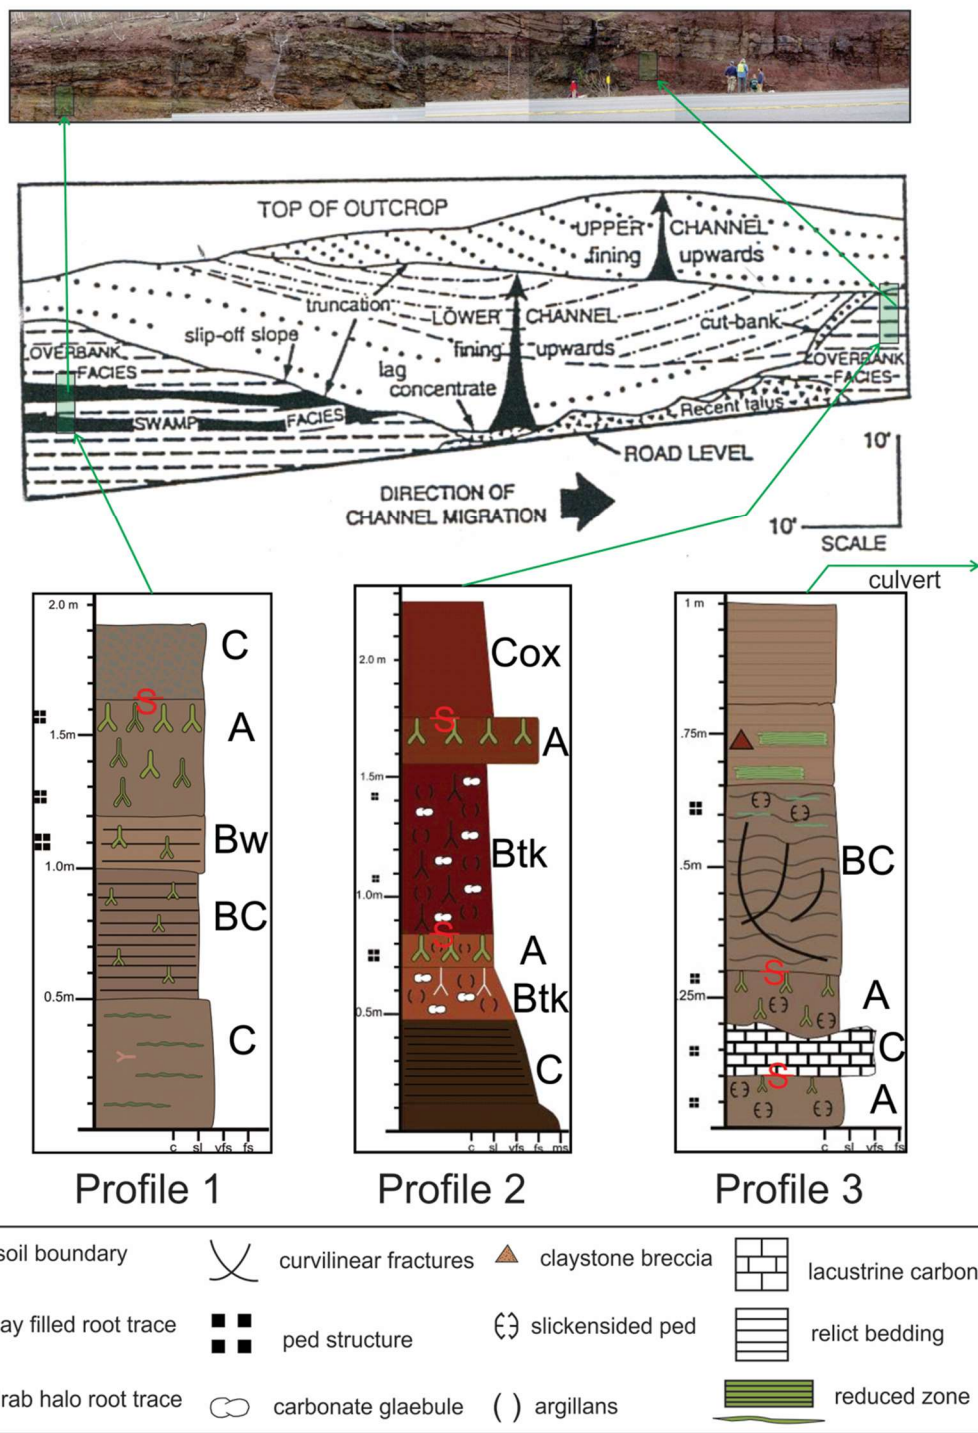 TOP OF OUTCROP
UPPER CHANNEL
fining upwards
truncation
LOWER CHANNEL
slip-off slope
cut-bank
fining upwards
OVERBANK
FACIES
lag
concentrate
OVERBANK
FACIES
SWAMP FACIES
Recent talus
ROAD LEVEL
10'
DIRECTION OF
CHANNEL MIGRATION
10'
SCALE
culvert
2.0 m
C
S
A
1.5m
Bw
1.0m
BC
0.5m
C
c sl vfs fs
Profile 1
Cox
2.0 m
S
A
1.5m
Btk
1.0m
S
A
Btk
0.5m
C
c sl vfs fs ms
Profile 2
1 m
.75m
BC
.5m
S
A
.25m
C
S
A
c sl vfs fs
Profile 3
soil boundary
curvilinear fractures
claystone breccia
lacustrine carbon
ay filled root trace
ped structure
slickensided ped
relict bedding
rab halo root trace
carbonate glaebule
argillans
reduced zone